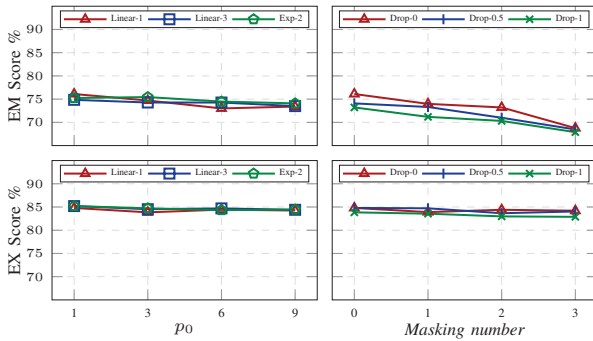 Linear-1 Linear-3 Exp-2
Drop-0 Drop-0.5 Drop-1
EM Score %
90
85
80
75
70
Linear-1 Linear-3 Exp-2
Drop-0 Drop-0.5 Drop-1
EX Score %
90
85
80
75
70
1 3 6 9
0 1 2 3
p0
Masking number